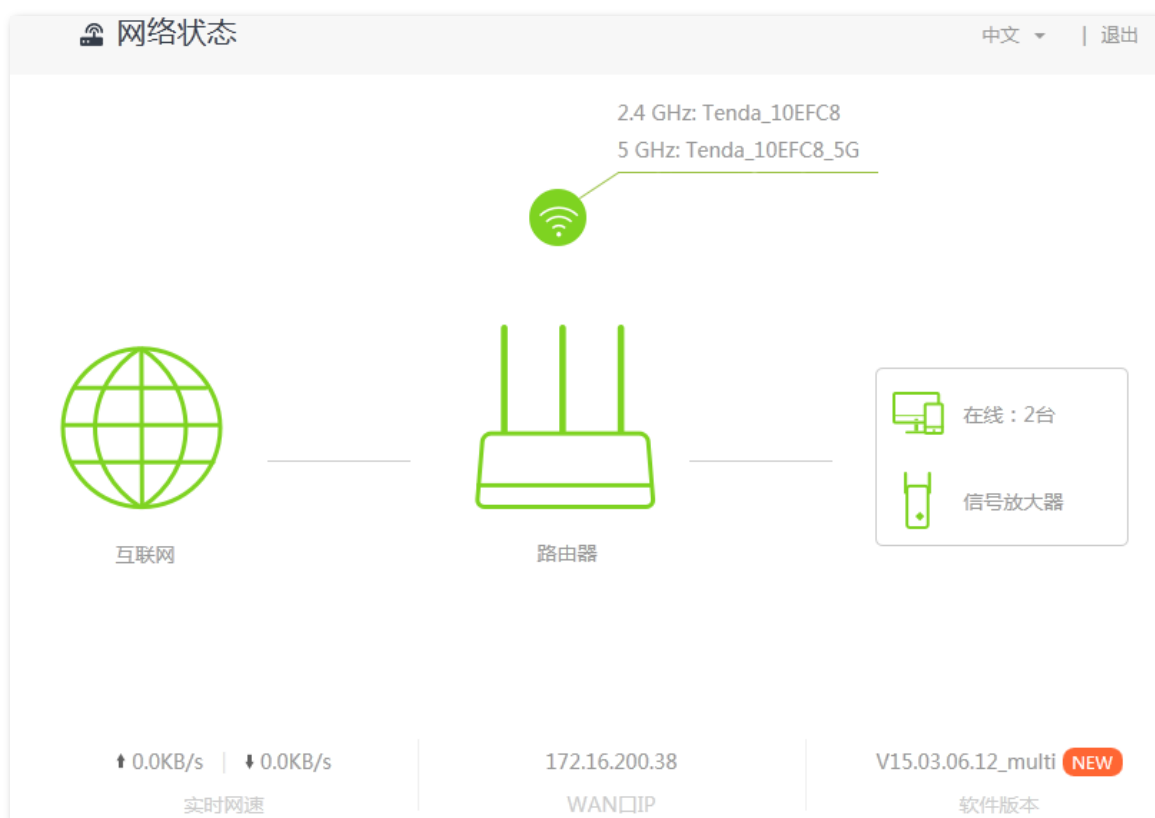 网络状态
中文 | 退出
2.4 GHz: Tenda_10EFC8
5 GHz: Tenda_10EFC8_5G
在线：2台
信号放大器
互联网
路由器
0.0KB/s | 0.0KB/s
实时网速
172.16.200.38
WAN口IP
V15.03.06.12_multi NEW
软件版本